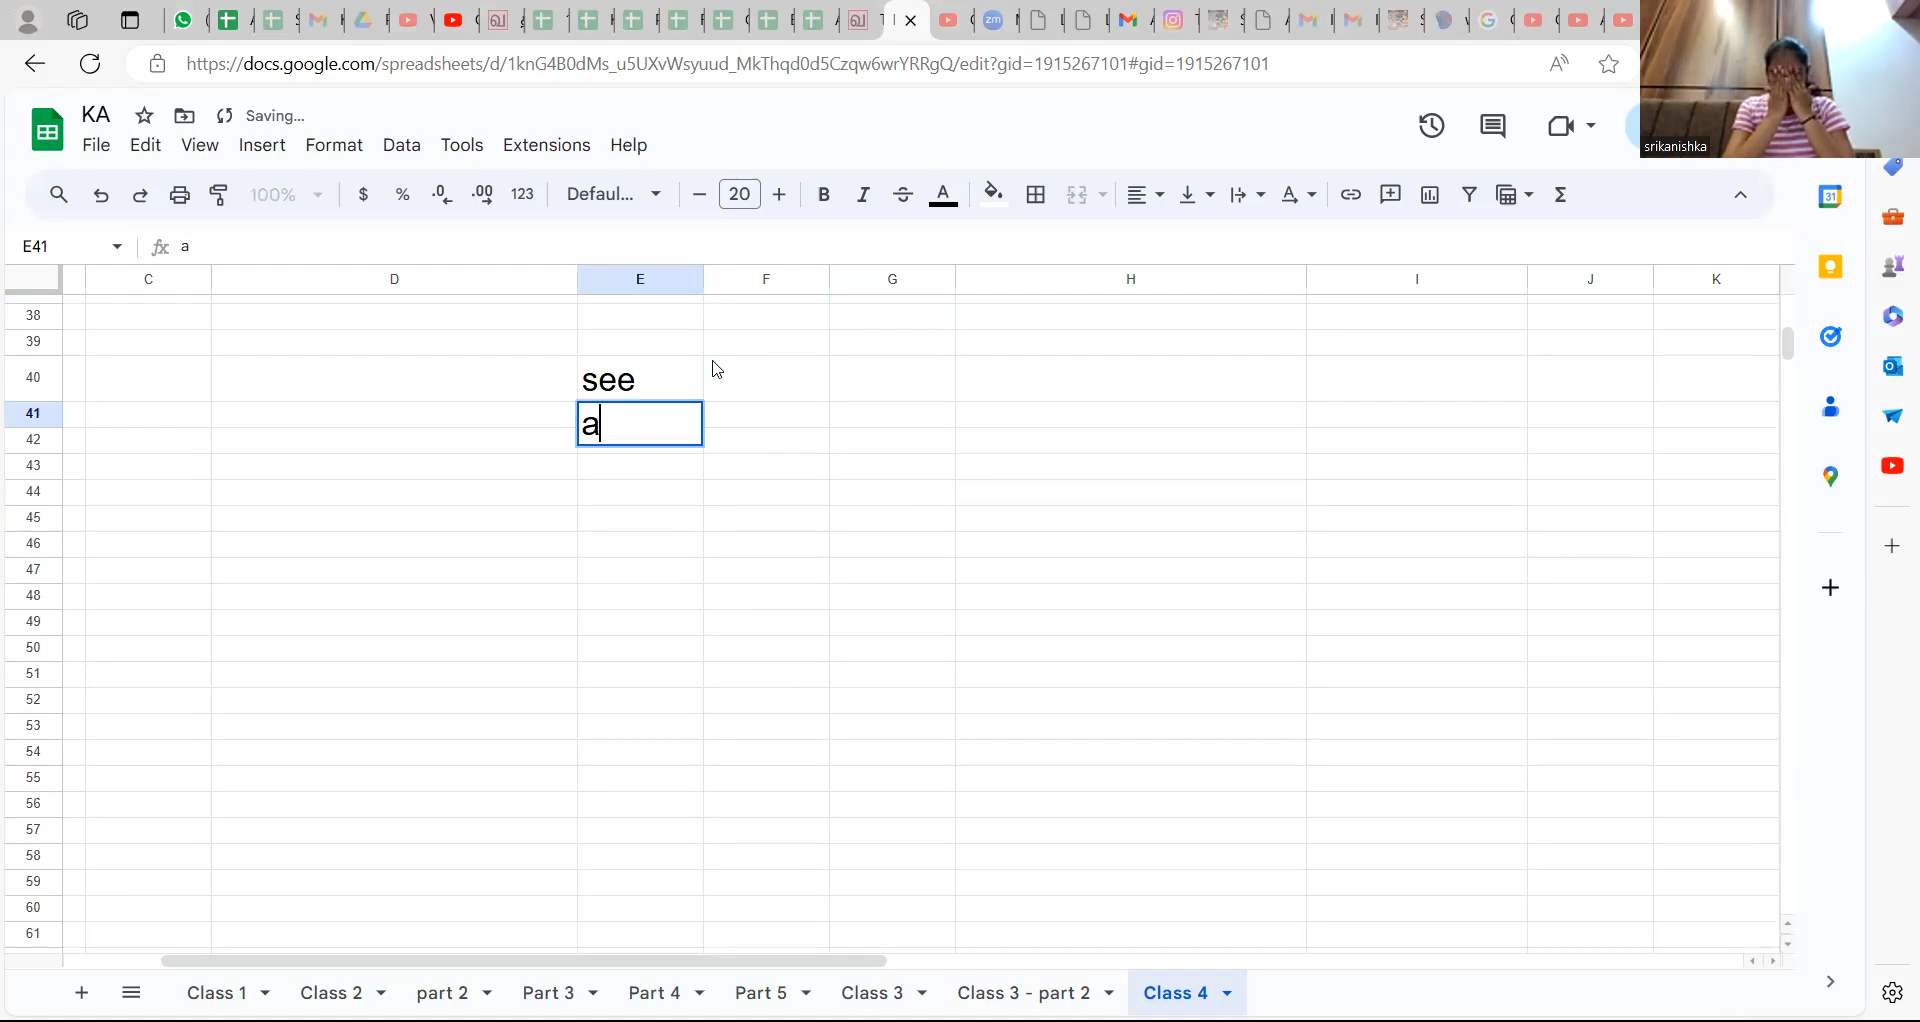 https://docs.google.com/spreadsheets/d/1knG4B0dMs_u5UXvWsyuud_MkThqd0d5Czqw6wrYRRgQ/edit?gid=1915267101#gid=1915267101
KA
Saving...
File Edit View Insert Format Data Tools Extensions Help
srikanishka
100% $ % .0 .00 123 Defaul... 20 B I A Σ
E41 fx a
C D E F G H I J K
38
39
40 see
41 a
42
43
44
45
46
47
48
49
50
51
52
53
54
55
56
57
58
59
60
61
Class 1 Class 2 part 2 Part 3 Part 4 Part 5 Class 3 Class 3 - part 2 Class 4